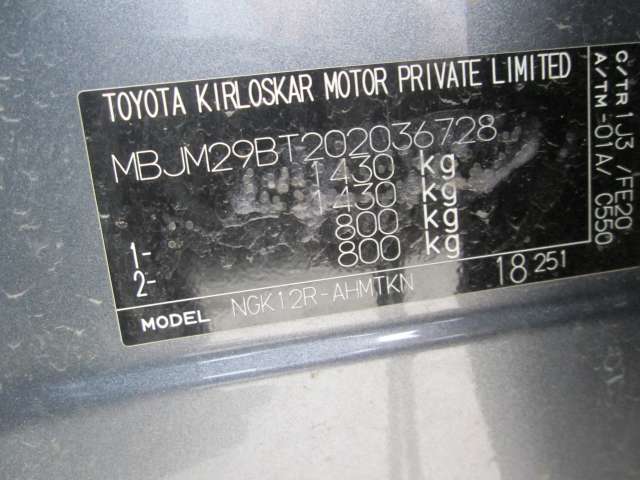 TOYOTA KIRLOSKAR MOTOR PRIVATE LIMITED
MBJM29BT202036728
1430 kg
1430 kg
1- 800 kg
2- 800 kg
18 251
MODEL NGK12R-AHMTKN
C/TR 1J3 /FE20
A/TM -01A/ C550